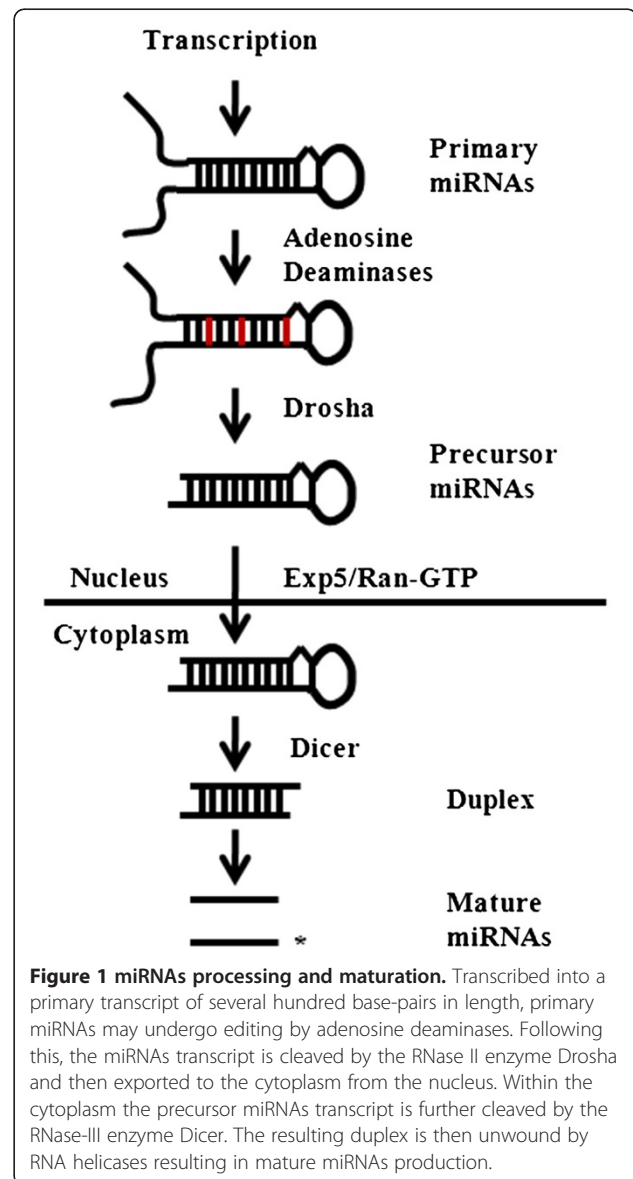 Transcription
Primary
miRNAs
Adenosine
Deaminases
Drosha
Precursor
miRNAs
Nucleus Exp5/Ran-GTP
Cytoplasm
Dicer
Duplex
Mature
* miRNAs
Figure 1 miRNAs processing and maturation. Transcribed into a
primary transcript of several hundred base-pairs in length, primary
miRNAs may undergo editing by adenosine deaminases. Following
this, the miRNAs transcript is cleaved by the RNase II enzyme Drosha
and then exported to the cytoplasm from the nucleus. Within the
cytoplasm the precursor miRNAs transcript is further cleaved by the
RNase-III enzyme Dicer. The resulting duplex is then unwound by
RNA helicases resulting in mature miRNAs production.